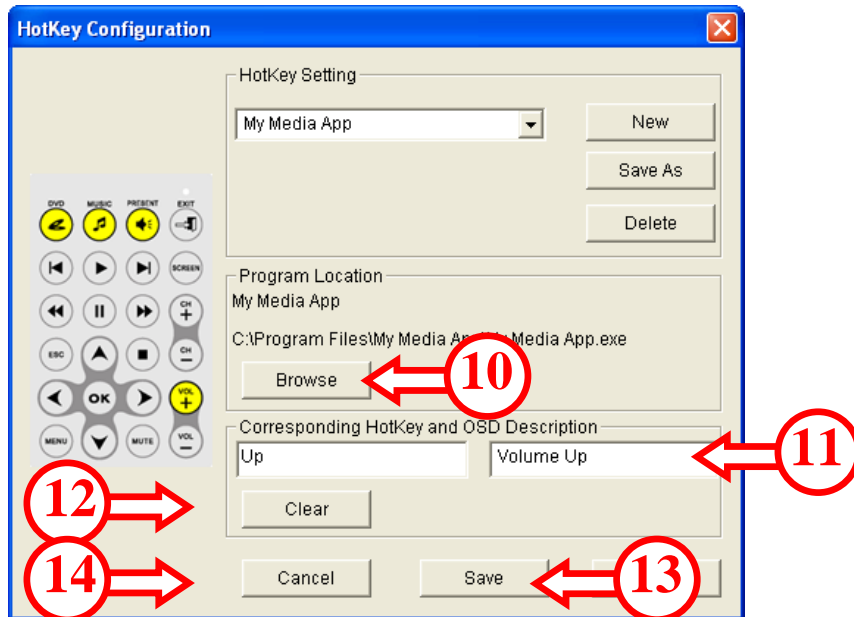 HotKey Configuration
HotKey Setting
My Media App
New
Save As
Delete
DVD MUSIC PRESENT EXIT
SCREEN
CH
+
ESC
CH
−
OK
VOL
+
MENU
MUTE
VOL
−
Program Location
My Media App
C:\Program Files\My Media Media App.exe
Browse
10
Corresponding HotKey and OSD Description
Up
Volume Up
11
12
Clear
14
Cancel
Save
13